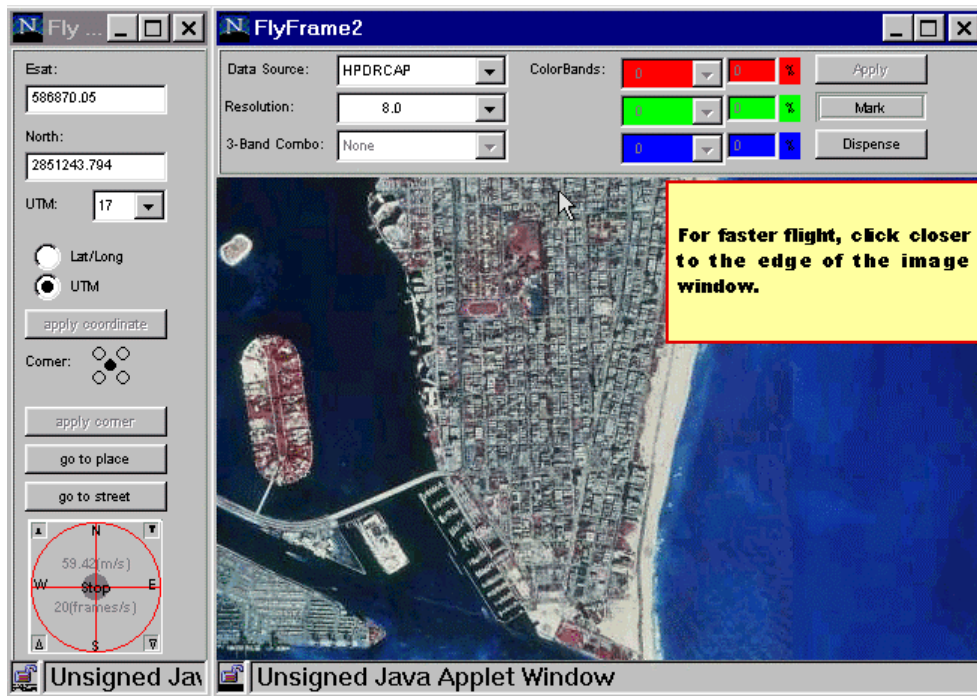 Fly ...
Esat:
586870.05
North:
2851243.794
UTM: 17
Lat/Long
UTM
apply coordinate
Corner:
apply corner
go to place
go to street
N
59.42(m/s)
W Stop E
20(frames/s)
S
Unsigned Jav
N FlyFrame2
Data Source: HPDRCAP ColorBands: 0 0 % Apply
Resolution: 8.0 0 0 % Mark
3-Band Combo: None 0 0 % Dispense
For faster flight, click closer
to the edge of the image
window.
Unsigned Java Applet Window